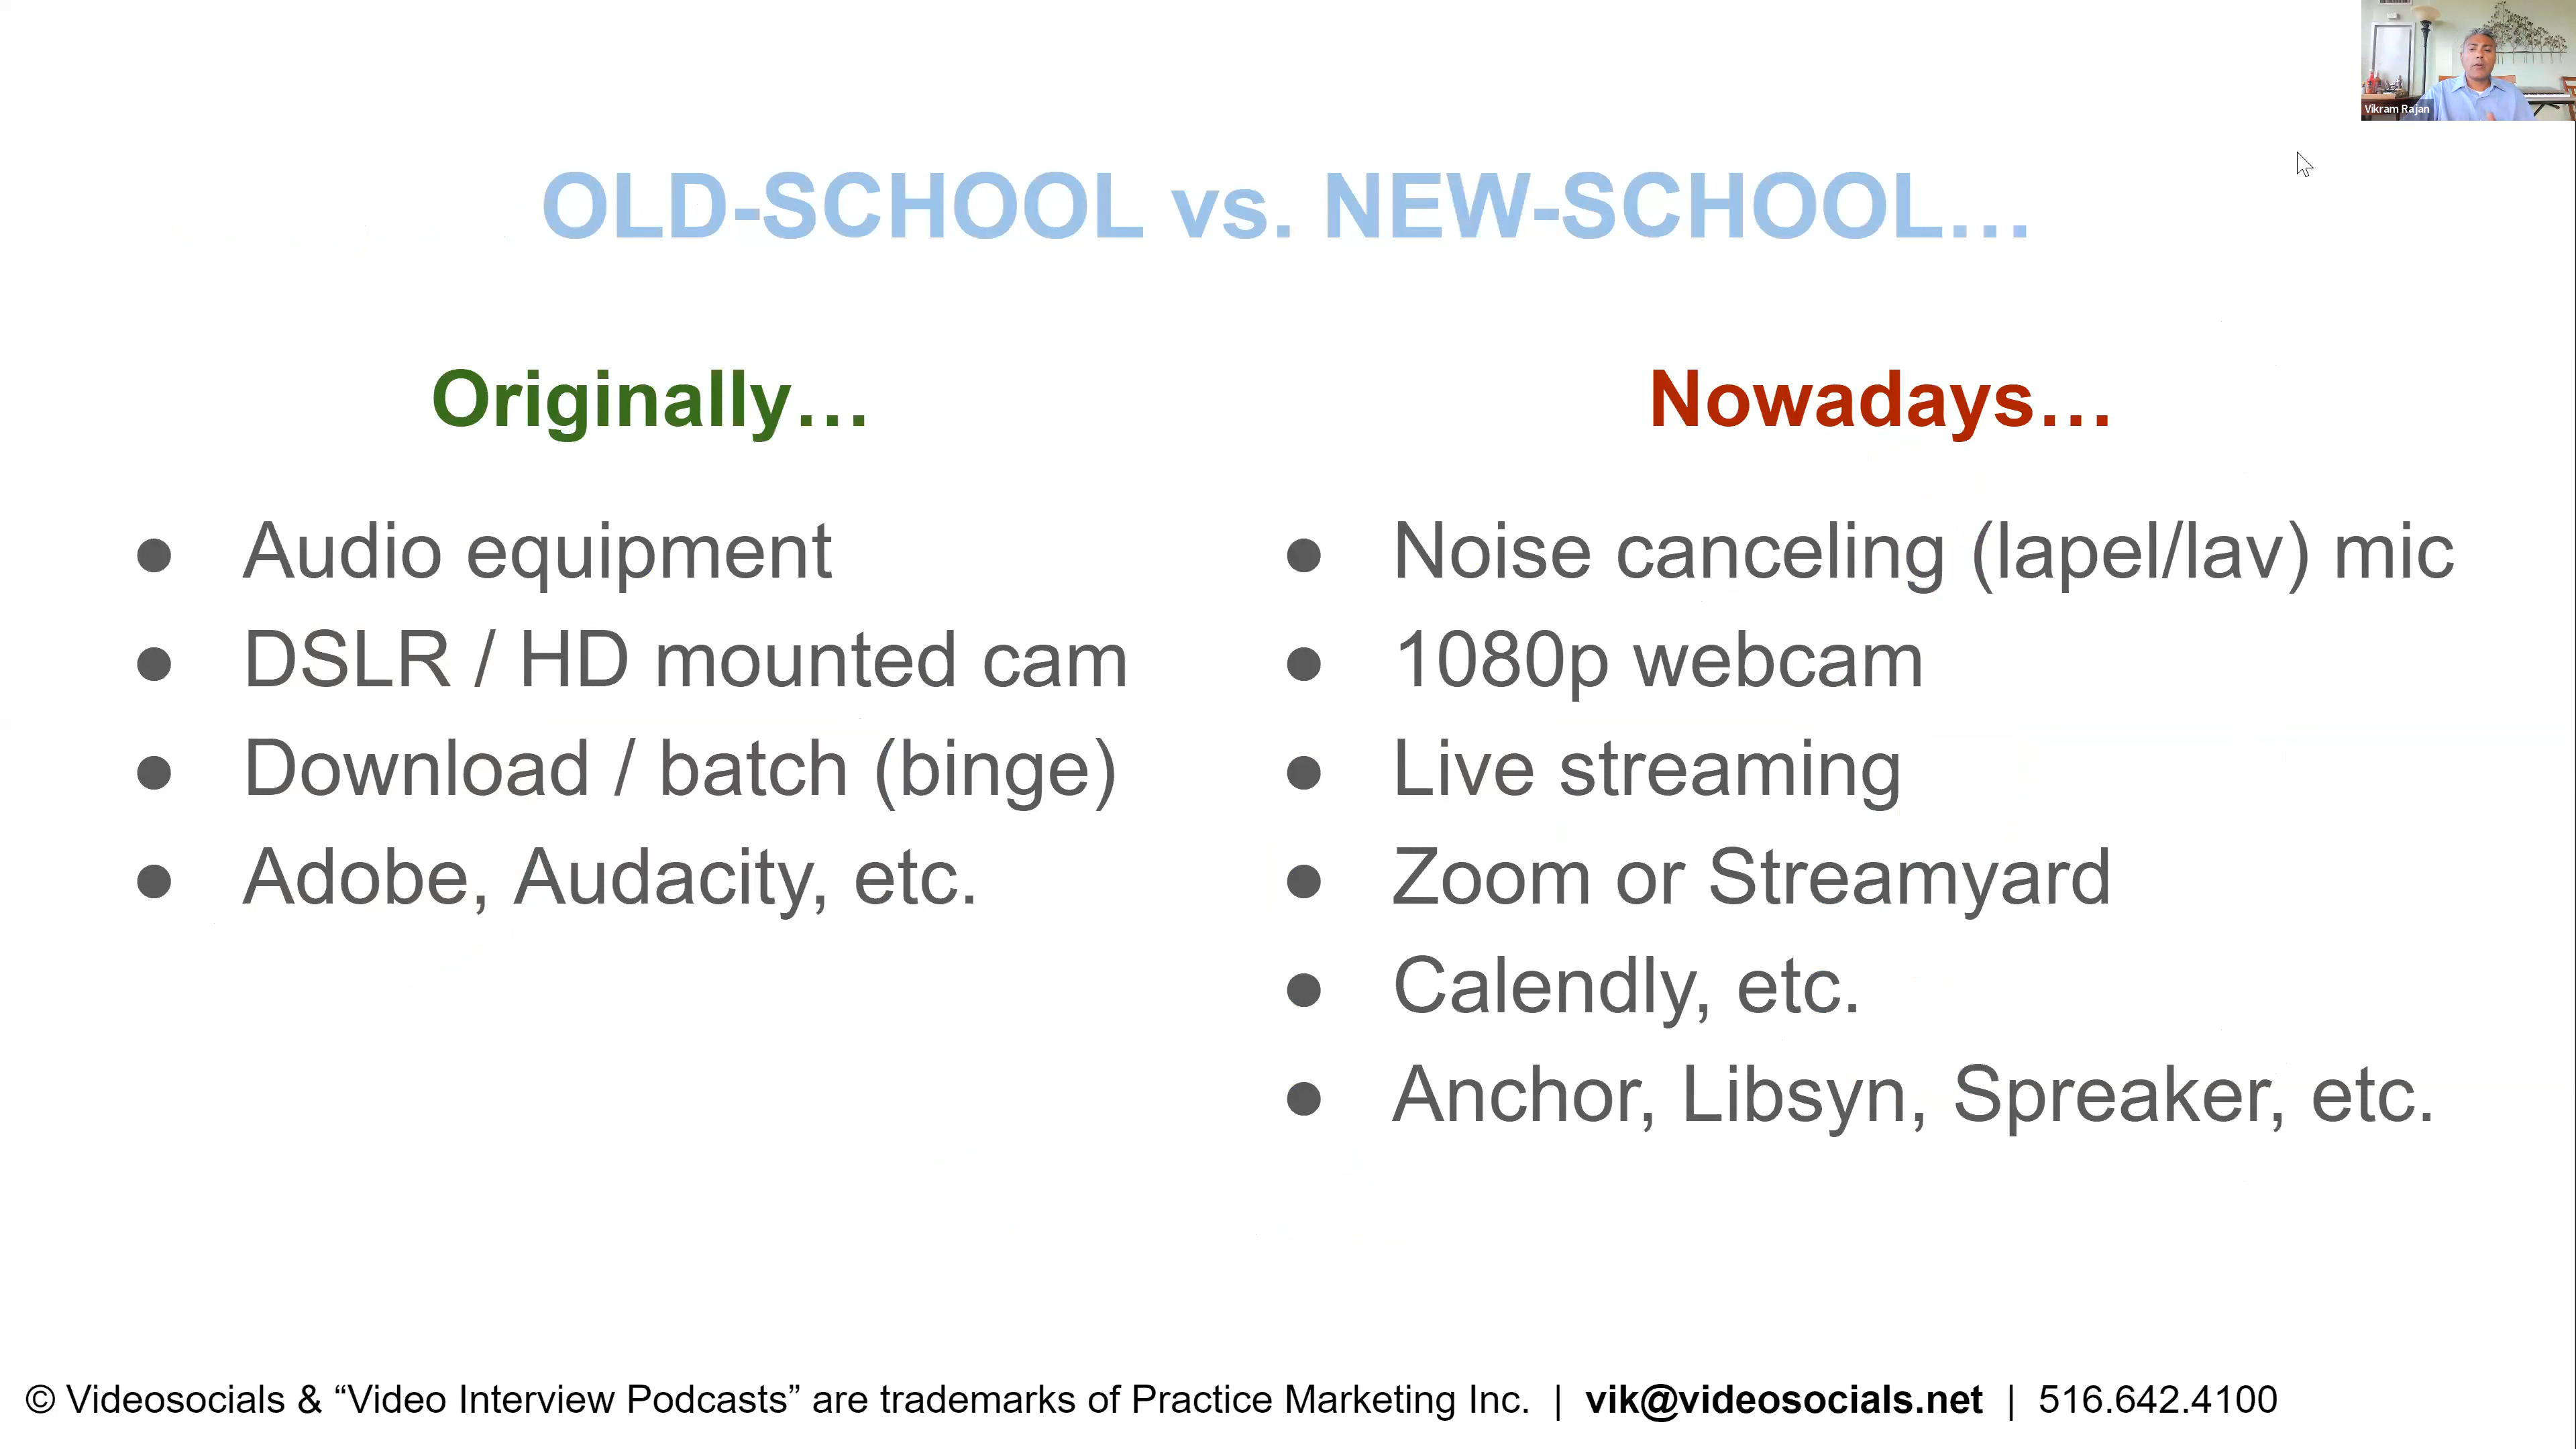 Vikram Rajan
OLD-SCHOOL vs. NEW-SCHOOL…
Originally…
● Audio equipment
● DSLR / HD mounted cam
● Download / batch (binge)
● Adobe, Audacity, etc.
Nowadays…
● Noise canceling (lapel/lav) mic
● 1080p webcam
● Live streaming
● Zoom or Streamyard
● Calendly, etc.
● Anchor, Libsyn, Spreaker, etc.
© Videosocials & “Video Interview Podcasts” are trademarks of Practice Marketing Inc. | vik@videosocials.net | 516.642.4100